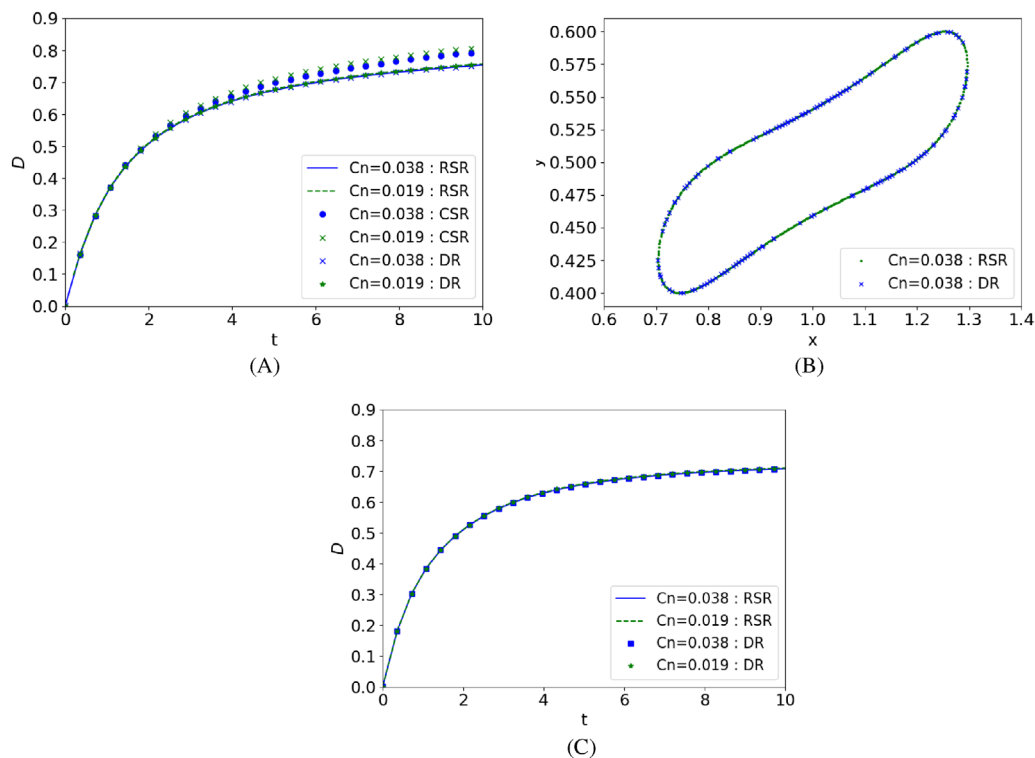 0.9
0.8
0.7
0.6
0.5
0.4
0.3
0.2
0.1
0.0
D
Cn=0.038 : RSR
Cn=0.019 : RSR
Cn=0.038 : CSR
Cn=0.019 : CSR
Cn=0.038 : DR
Cn=0.019 : DR
0 2 4 6 8 10
t
(A)
0.600
0.575
0.550
0.525
0.500
0.475
0.450
0.425
0.400
y
Cn=0.038 : RSR
Cn=0.038 : DR
0.6 0.7 0.8 0.9 1.0 1.1 1.2 1.3 1.4
x
(B)
0.9
0.8
0.7
0.6
0.5
0.4
0.3
0.2
0.1
0.0
D
Cn=0.038 : RSR
Cn=0.019 : RSR
Cn=0.038 : DR
Cn=0.019 : DR
0 2 4 6 8 10
t
(C)